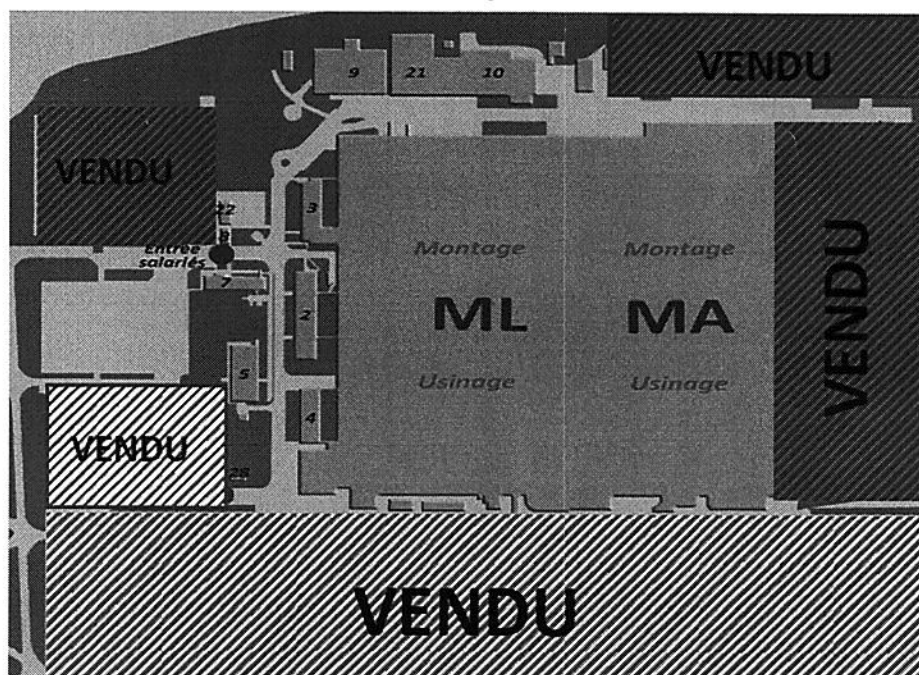 VENDU
9
21
10
VENDU
22
3
8
Entrée
salariés
7
Montage
Montage
2
ML
MA
VENDU
5
Usinage
Usinage
4
VENDU
28
VENDU